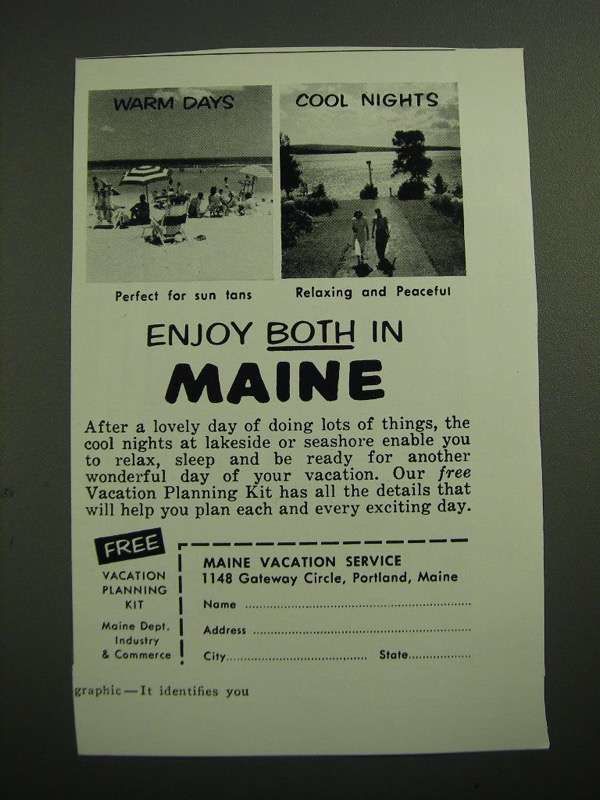 WARM DAYS
COOL NIGHTS
Perfect for sun tans
Relaxing and Peaceful
ENJOY BOTH IN
MAINE
After a lovely day of doing lots of things, the
cool nights at lakeside or seashore enable you
to relax, sleep and be ready for another
wonderful day of your vacation. Our free
Vacation Planning Kit has all the details that
will help you plan each and every exciting day.
FREE
VACATION
PLANNING
KIT
Maine Dept.
Industry
& Commerce
MAINE VACATION SERVICE
1148 Gateway Circle, Portland, Maine
Name
Address
City State
graphic—It identifies you